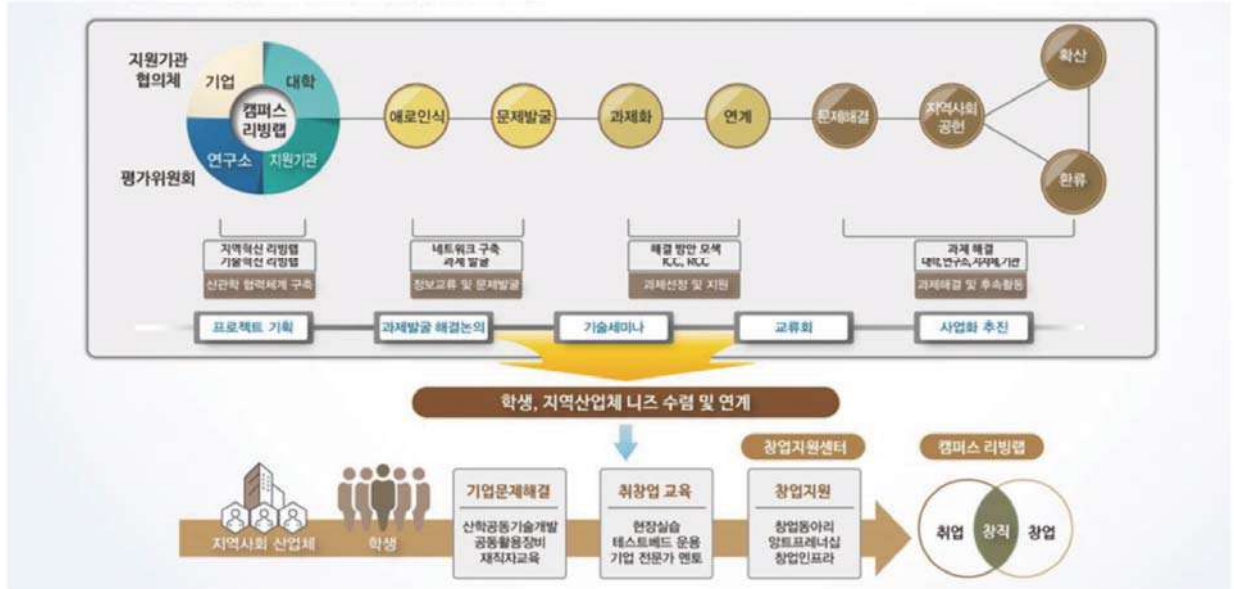 지원기관
협의체
기업
대학
캠퍼스
리빙랩
연구소
지원기관
평가위원회
애로인식
문제발굴
과제화
연계
문제해결
지역사회
공헌
확산
환류
지역혁신 리빙랩
기술혁신 리빙랩
산관학 협력체계 구축
네트워크 구축
과제 발굴
정보교류 및 문제발굴
해결 방안 모색
ICC, RCC
과제선정 및 지원
과제 해결
대학, 연구소, 지자체, 기관
과제해결 및 후속활동
프로젝트 기획
과제발굴 해결논의
기술세미나
교류회
사업화 추진
학생, 지역산업체 니즈 수렴 및 연계
창업지원센터
캠퍼스 리빙랩
지역사회 산업체
학생
기업문제해결
산학공동기술개발
공동활용장비
재직자교육
취창업 교육
현장실습
테스트베드 운용
기업 전문가 멘토
창업지원
창업동아리
앙트프레너십
창업인프라
취업
창직
창업